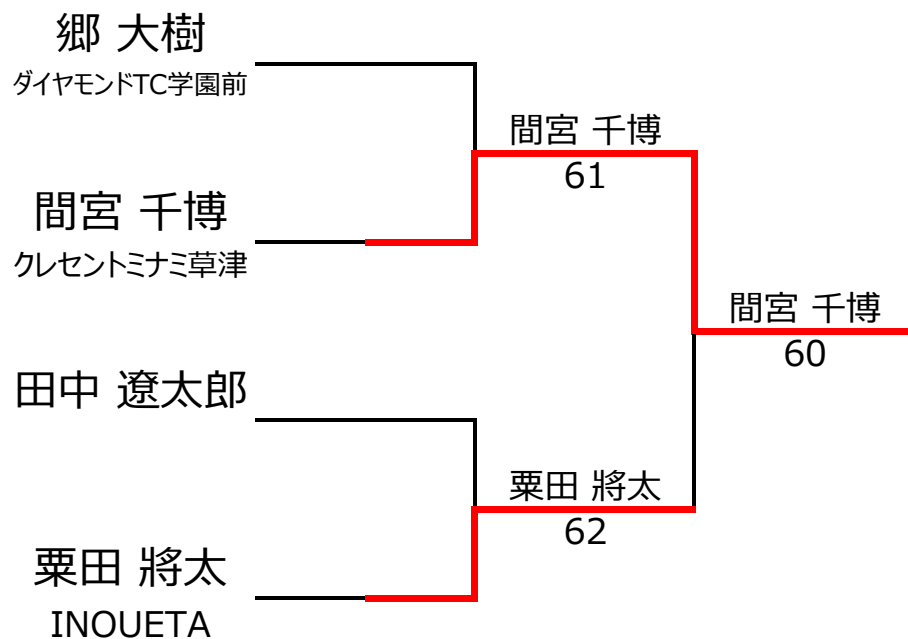 郷 大樹
ダイヤモンドTC学園前
間宮 千博
61
間宮 千博
クレセントミナミ草津
間宮 千博
60
田中 遼太郎
粟田 將太
62
粟田 將太
INOUETA